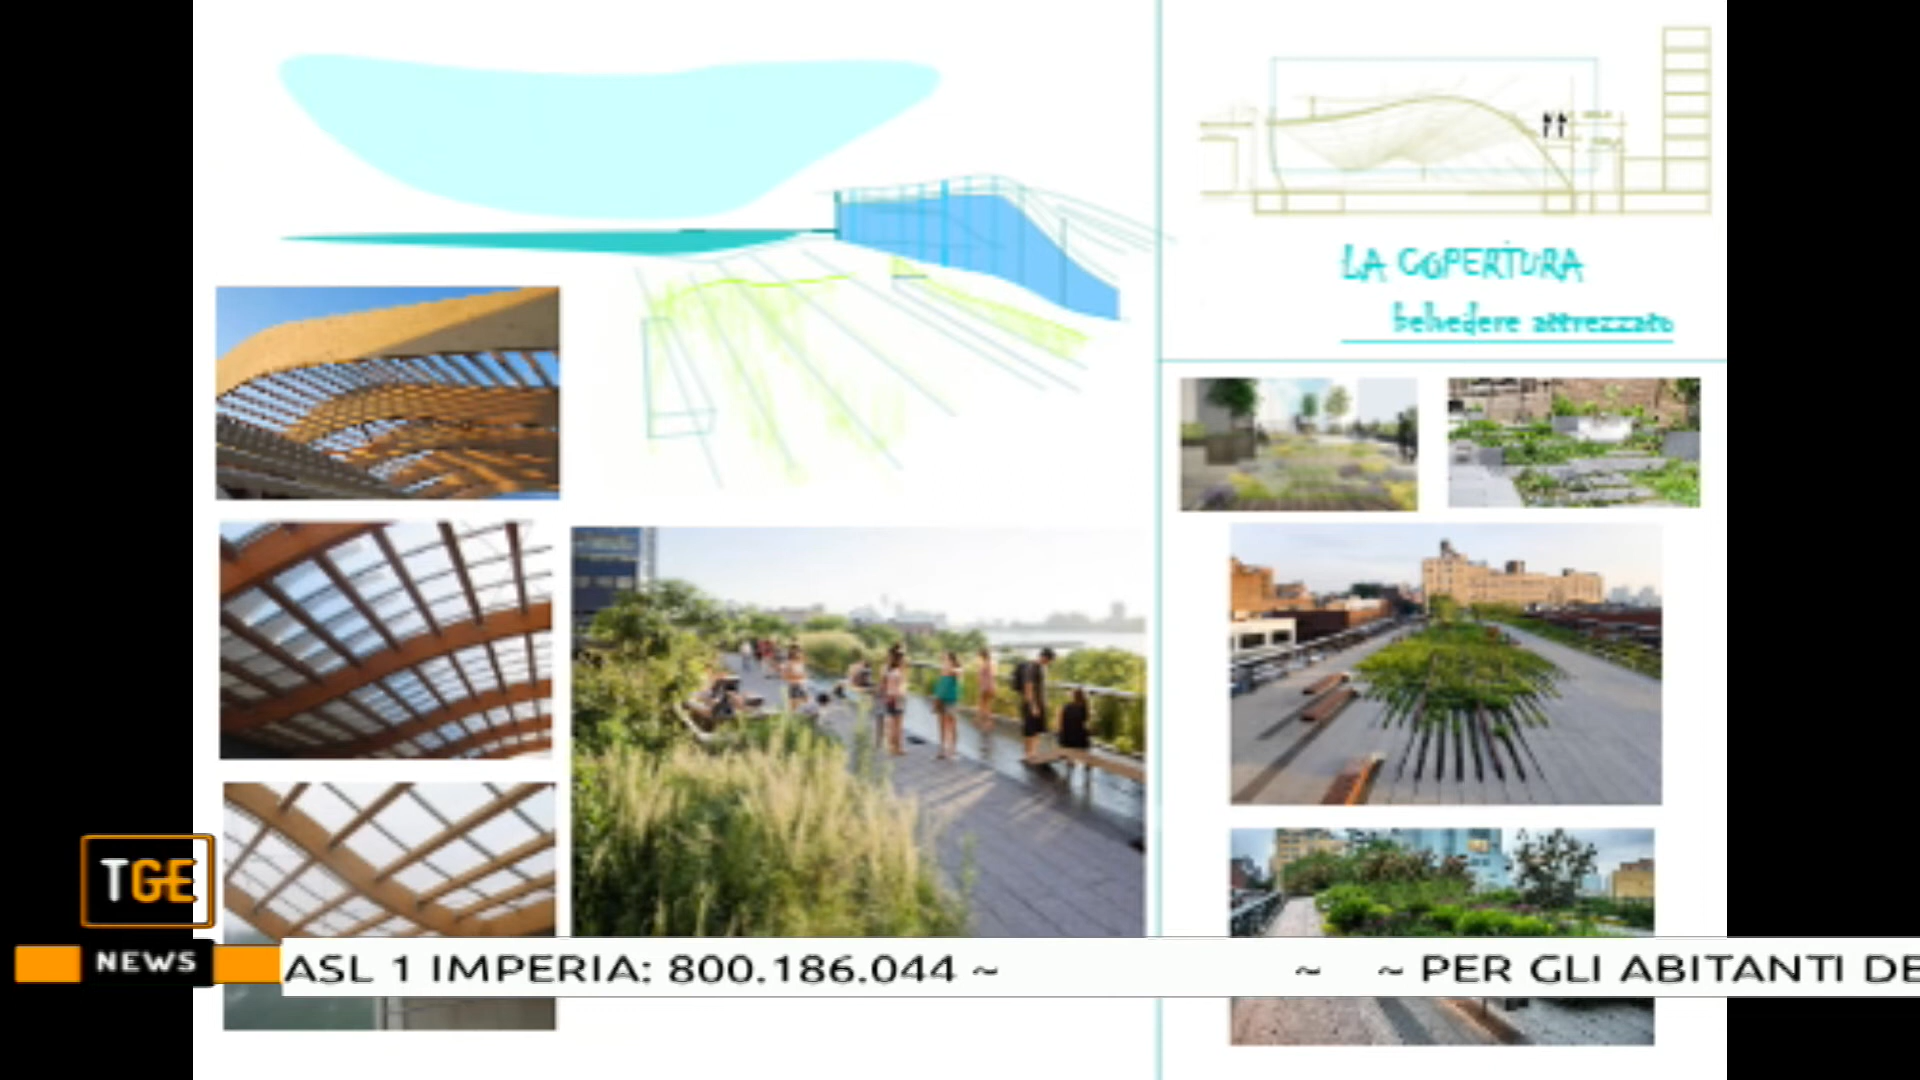 LA COPERTURA
belvedere attrezzato
TGE
NEWS
ASL 1 IMPERIA: 800.186.044 ~ ~ ~ PER GLI ABITANTI DE